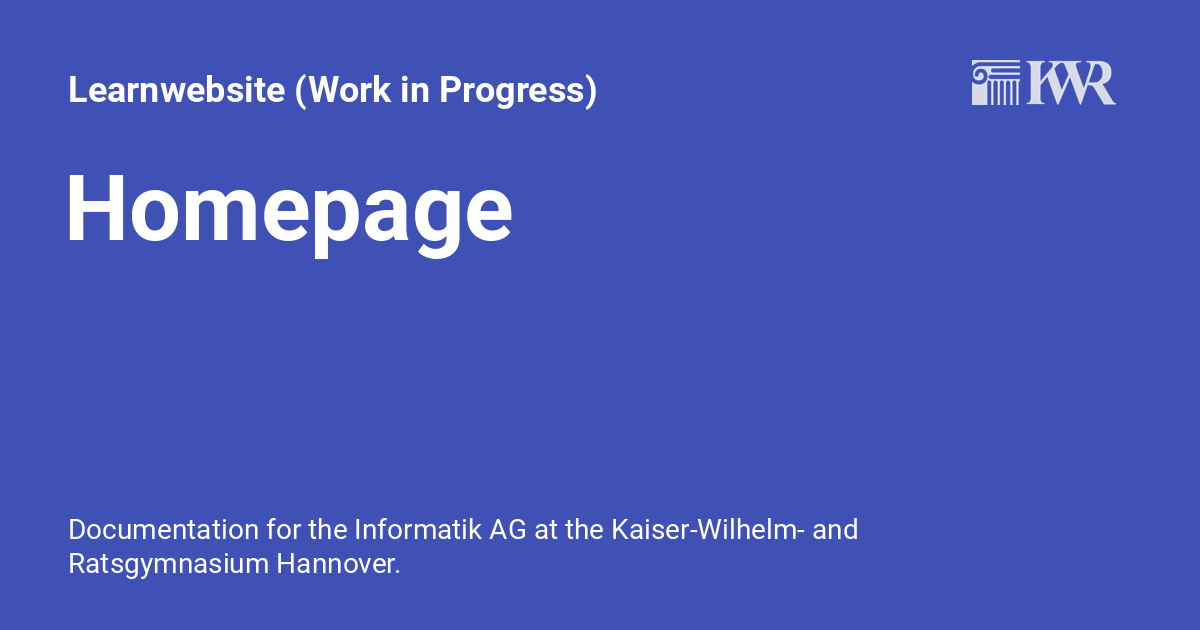 Learnwebsite (Work in Progress)
KWR
Homepage
Documentation for the Informatik AG at the Kaiser-Wilhelm- and
Ratsgymnasium Hannover.